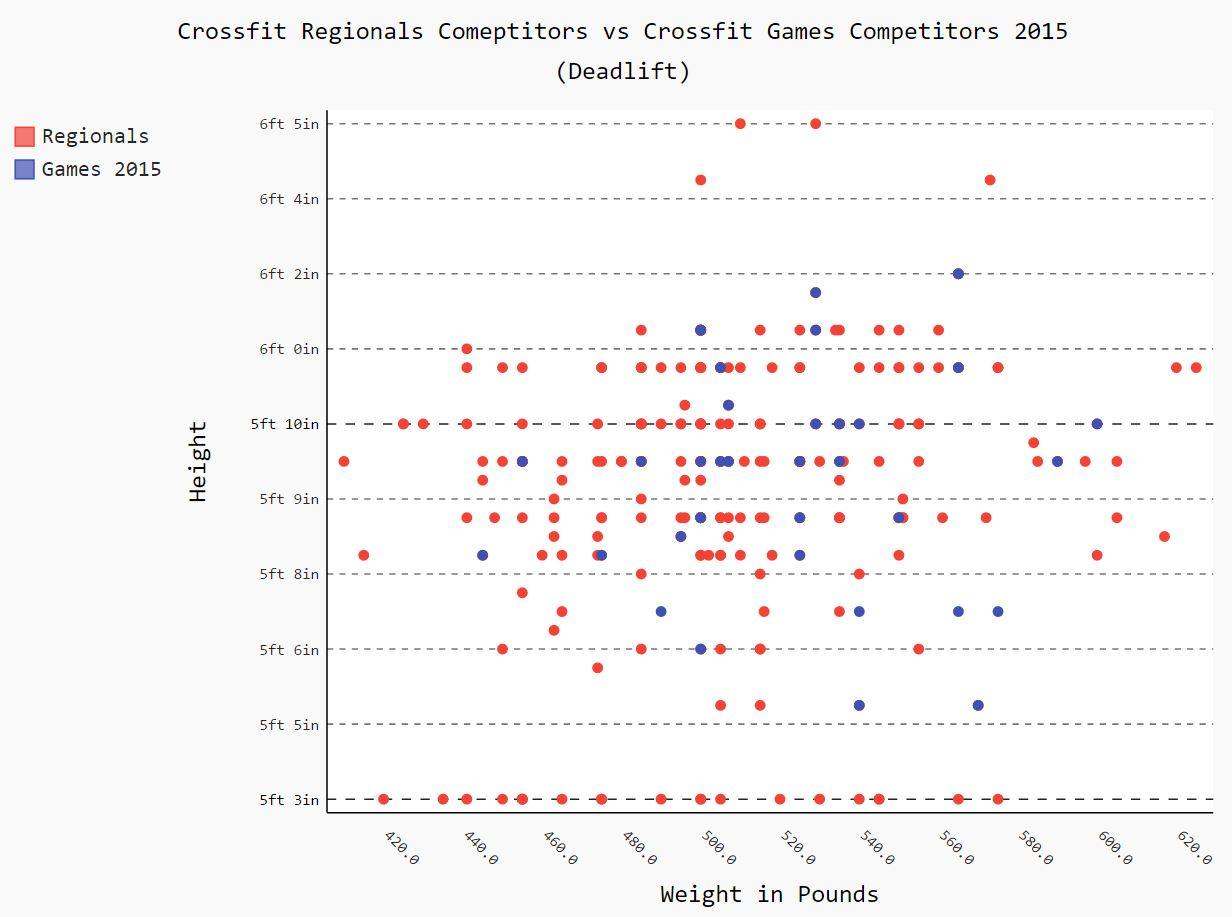 Crossfit Regionals Comeptitors vs Crossfit Games Competitors 2015
(Deadlift)
Regionals
Games 2015
6ft 5in
6ft 4in
6ft 2in
6ft 0in
5ft 10in
5ft 9in
5ft 8in
5ft 6in
5ft 5in
5ft 3in
Height
420.0
440.0
460.0
480.0
500.0
520.0
540.0
560.0
580.0
600.0
620.0
Weight in Pounds